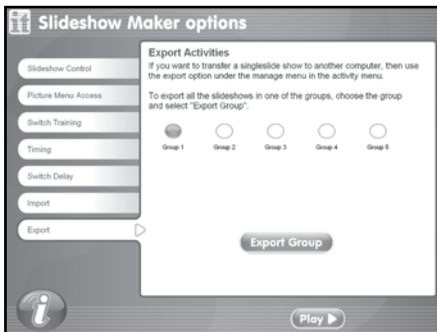 it
Slideshow Maker options
Slideshow Control
Picture Menu Access
Switch Training
Timing
Switch Delay
Import
Export
Export Activities
If you want to transfer a singleslide show to another computer, then use
the export option under the manage menu in the activity menu.
To export all the slideshows in one of the groups, choose the group
and select "Export Group".
Group 1
Group 2
Group 3
Group 4
Group 5
Export Group
i
Play